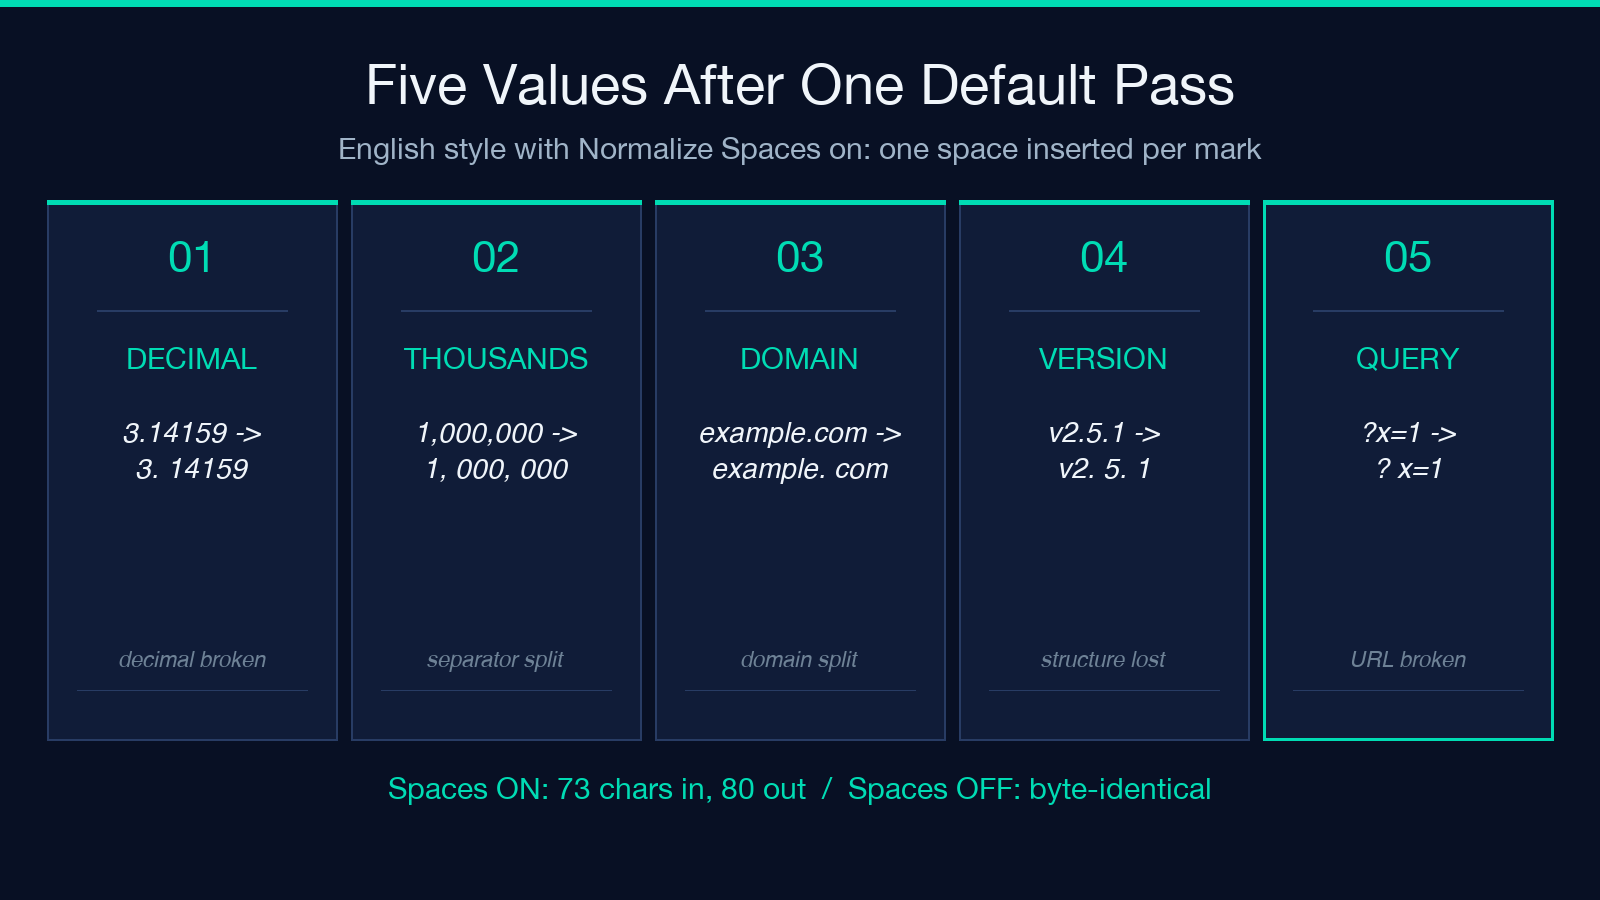 Five Values After One Default Pass
English style with Normalize Spaces on: one space inserted per mark
01
DECIMAL
3.14159 ->
3. 14159
decimal broken
02
THOUSANDS
1,000,000 ->
1, 000, 000
separator split
03
DOMAIN
example.com ->
example. com
domain split
04
VERSION
v2.5.1 ->
v2. 5. 1
structure lost
05
QUERY
?x=1 ->
? x=1
URL broken
Spaces ON: 73 chars in, 80 out / Spaces OFF: byte-identical